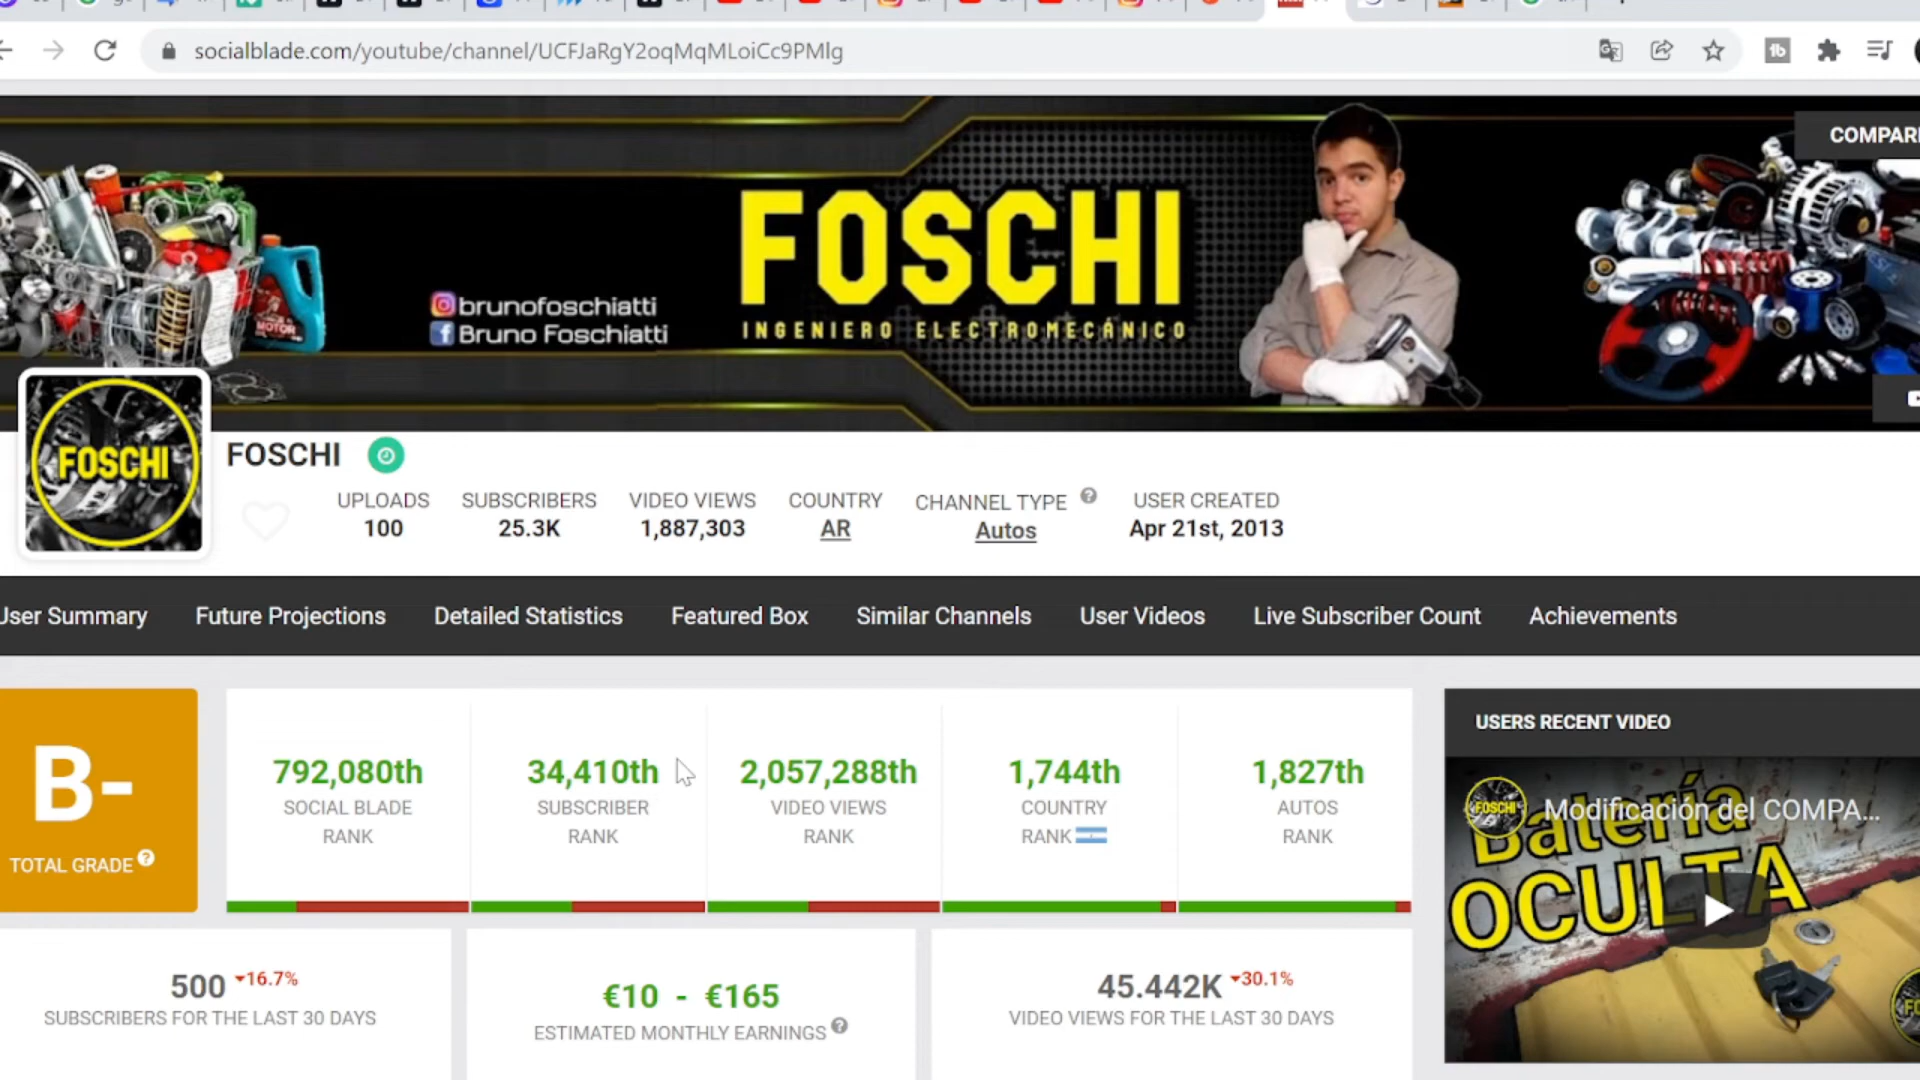 socialblade.com/youtube/channel/UCFJaRgY2oqMqMLoiCc9PMlg
COMPAR
FOSCHI
INGENIERO ELECTROMECÁNICO
brunofoschiatti
Bruno Foschiatti
MOTOR
FOSCHI
FOSCHI
UPLOADS
100
SUBSCRIBERS
25.3K
VIDEO VIEWS
1,887,303
COUNTRY
AR
CHANNEL TYPE
Autos
USER CREATED
Apr 21st, 2013
User Summary
Future Projections
Detailed Statistics
Featured Box
Similar Channels
User Videos
Live Subscriber Count
Achievements
B-
TOTAL GRADE
792,080th
SOCIAL BLADE
RANK
34,410th
SUBSCRIBER
RANK
2,057,288th
VIDEO VIEWS
RANK
1,744th
COUNTRY
RANK
1,827th
AUTOS
RANK
500 16.7%
SUBSCRIBERS FOR THE LAST 30 DAYS
€10 - €165
ESTIMATED MONTHLY EARNINGS
45.442K 30.1%
VIDEO VIEWS FOR THE LAST 30 DAYS
USERS RECENT VIDEO
FOSCHI
Modificación del COMPA...
Batería
OCULTA